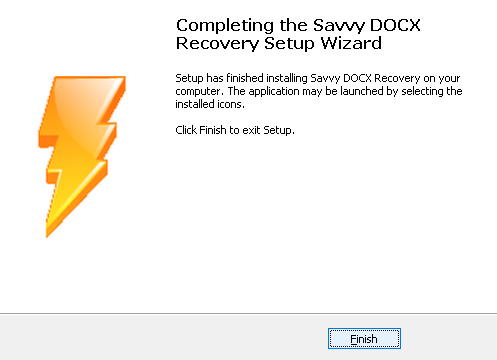 Completing the Savvy DOCX
Recovery Setup Wizard
Setup has finished installing Savvy DOCX Recovery on your
computer. The application may be launched by selecting the
installed icons.
Click Finish to exit Setup.
Finish